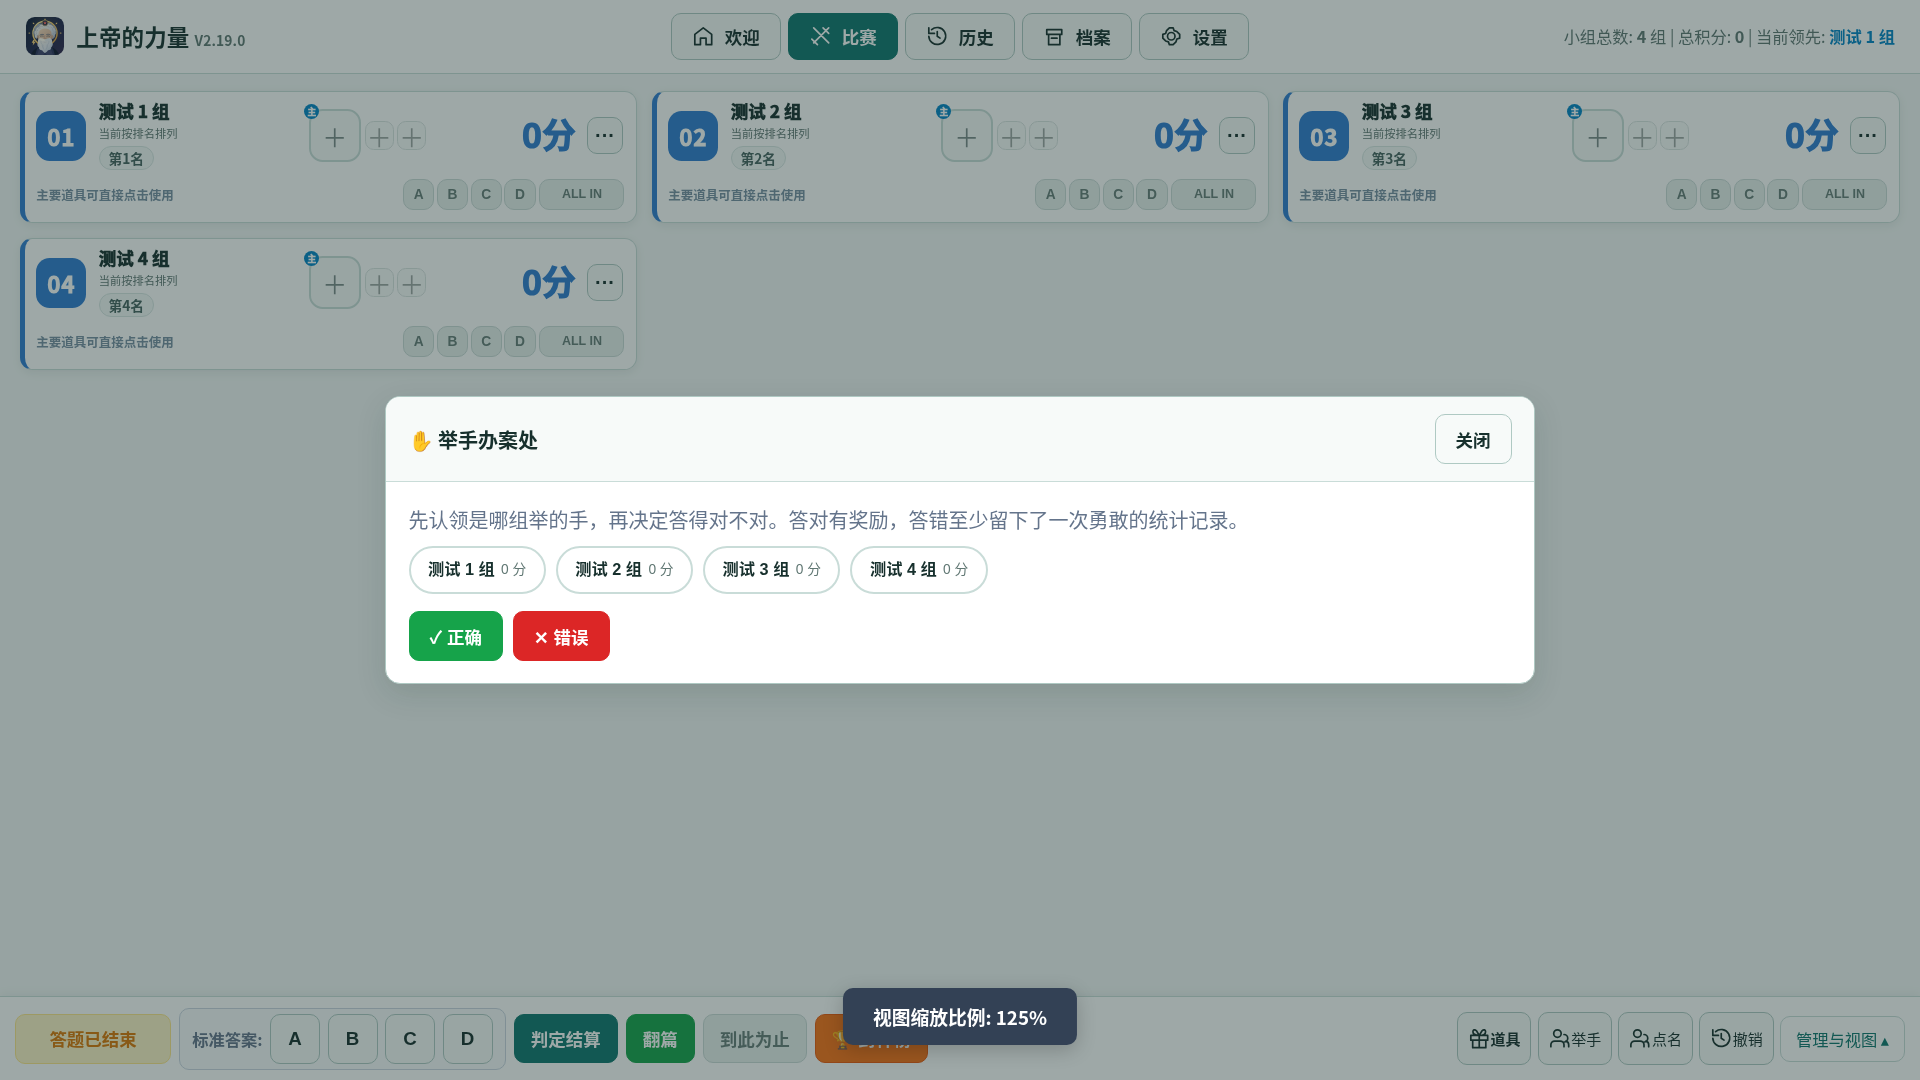 上帝的力量 V2.19.0
欢迎
比赛
历史
档案
设置
小组总数: 4 组 | 总积分: 0 | 当前领先: 测试 1 组
01
测试 1 组
当前按排名排列
第1名
主
0分
主要道具可直接点击使用
A B C D ALL IN
02
测试 2 组
当前按排名排列
第2名
主
0分
主要道具可直接点击使用
A B C D ALL IN
03
测试 3 组
当前按排名排列
第3名
主
0分
主要道具可直接点击使用
A B C D ALL IN
04
测试 4 组
当前按排名排列
第4名
主
0分
主要道具可直接点击使用
A B C D ALL IN
✋ 举手办案处
关闭
先认领是哪组举的手，再决定答得对不对。答对有奖励，答错至少留下了一次勇敢的统计记录。
测试 1 组 0 分
测试 2 组 0 分
测试 3 组 0 分
测试 4 组 0 分
✓ 正确
✕ 错误
视图缩放比例: 125%
答题已结束
标准答案: A B C D
判定结算
翻篇
到此为止
道具
举手
点名
撤销
管理与视图 ▴